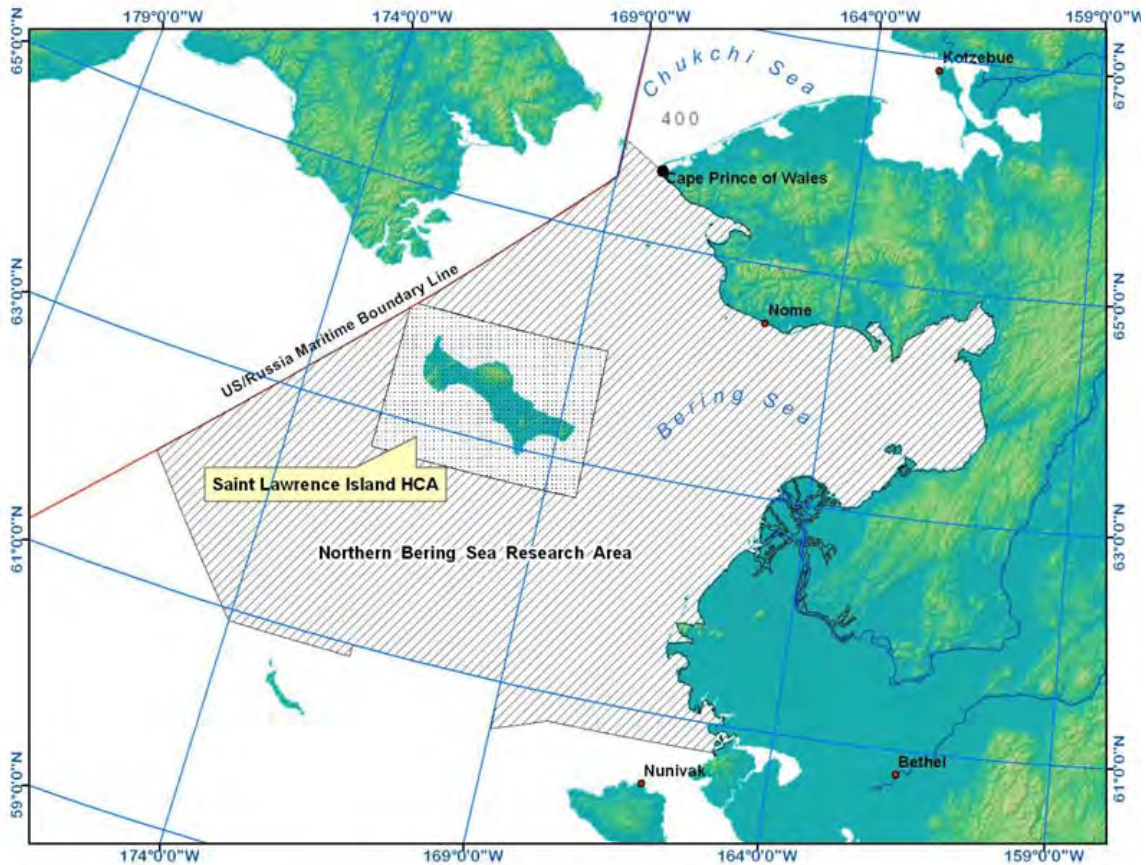 179°0'0"W
174°0'0"W
169°0'0"W
164°0'0"W
159°0'0"W
65°0'0"N
67°0'0"N
Kotzebue
Chukchi Sea
400
Cape Prince of Wales
US/Russia Maritime Boundary Line
63°0'0"N
65°0'0"N
Nome
Bering Sea
Saint Lawrence Island HCA
Northern Bering Sea Research Area
61°0'0"N
63°0'0"N
Nunivak
Bethel
59°0'0"N
61°0'0"N
174°0'0"W
169°0'0"W
164°0'0"W
159°0'0"W